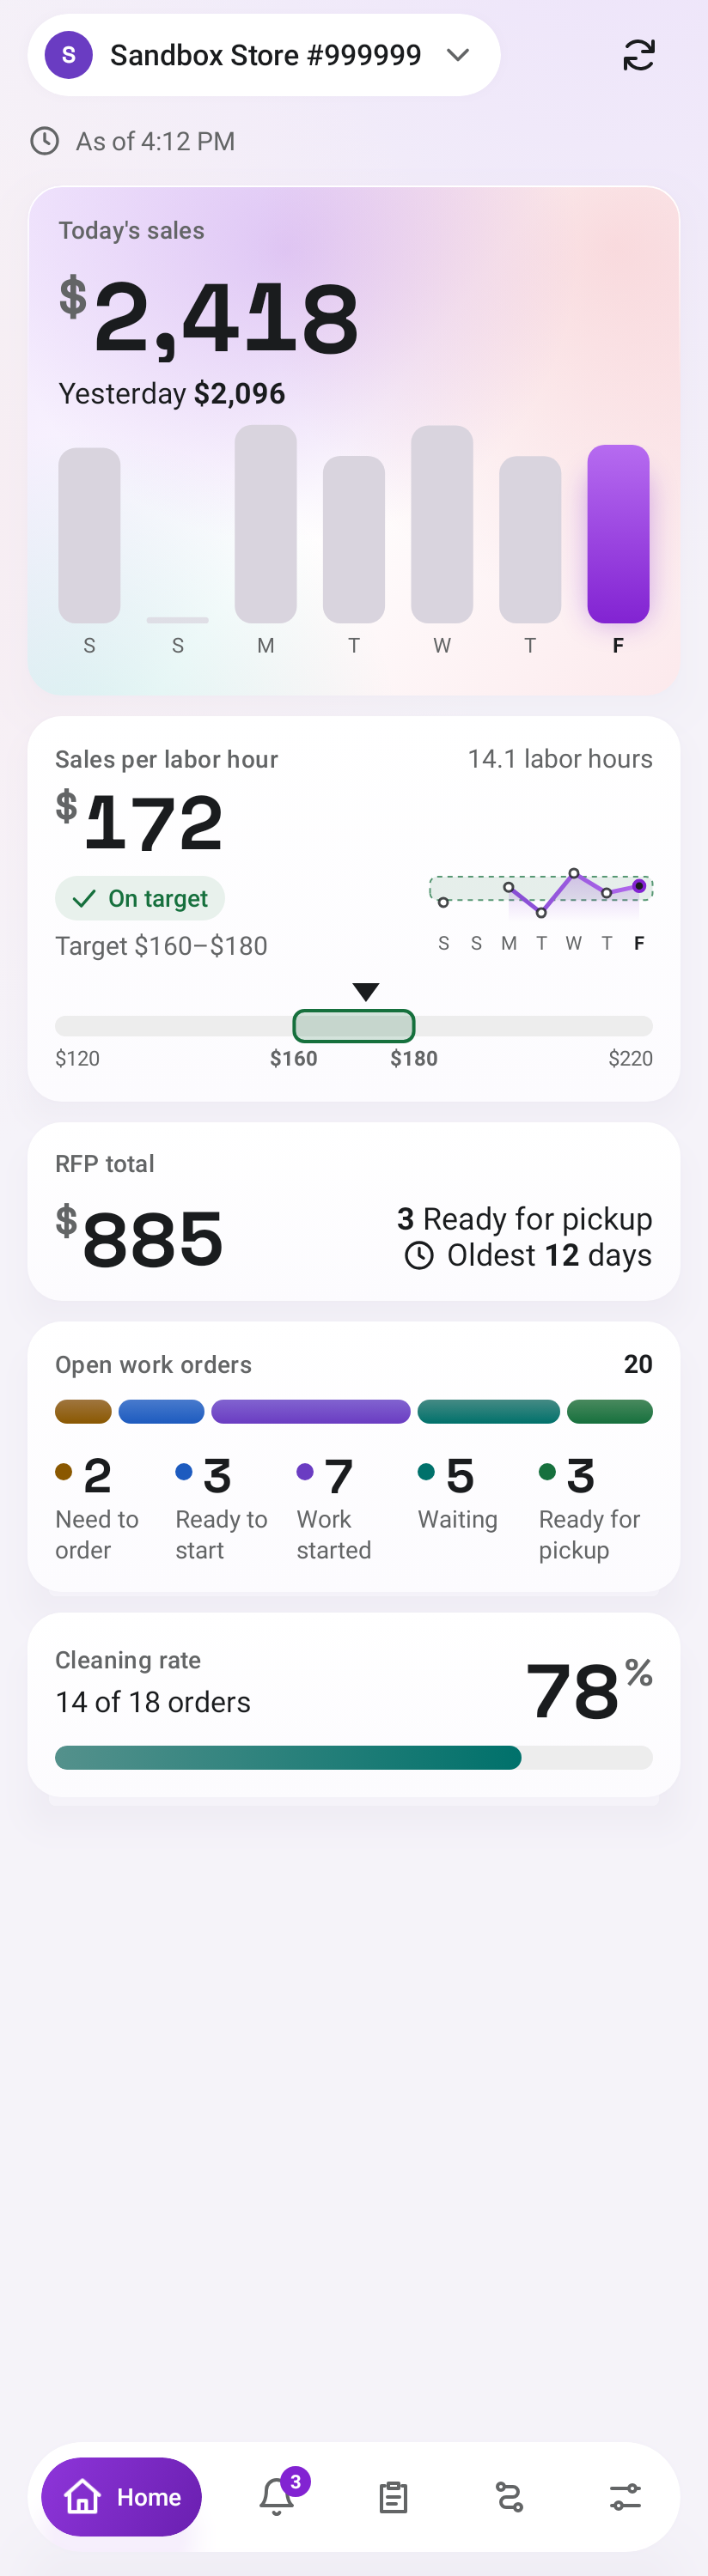 S Sandbox Store #999999
As of 4:12 PM
Today's sales
$2,418
Yesterday $2,096
S S M T W T F
Sales per labor hour 14.1 labor hours
$172
On target
Target $160–$180
S S M T W T F
$120 $160 $180 $220
RFP total
$885
3 Ready for pickup
Oldest 12 days
Open work orders 20
2 3 7 5 3
Need to order
Ready to start
Work started
Waiting
Ready for pickup
Cleaning rate
14 of 18 orders
78%
Home 3